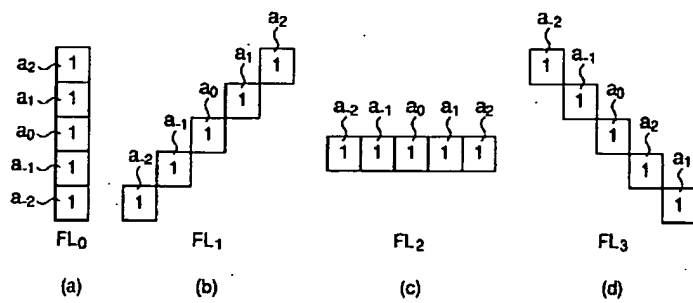 a₂ 1
a₁ 1
a₀ 1
a₋₁ 1
a₋₂ 1
FL₀
(a)
a₂
1
a₁
1
a₀
1
a₋₁
1
a₋₂
1
FL₁
(b)
a₋₂ a₋₁ a₀ a₁ a₂
1 1 1 1 1
FL₂
(c)
a₋₂
1
a₋₁
1
a₀
1
a₂
1
a₁
1
FL₃
(d)